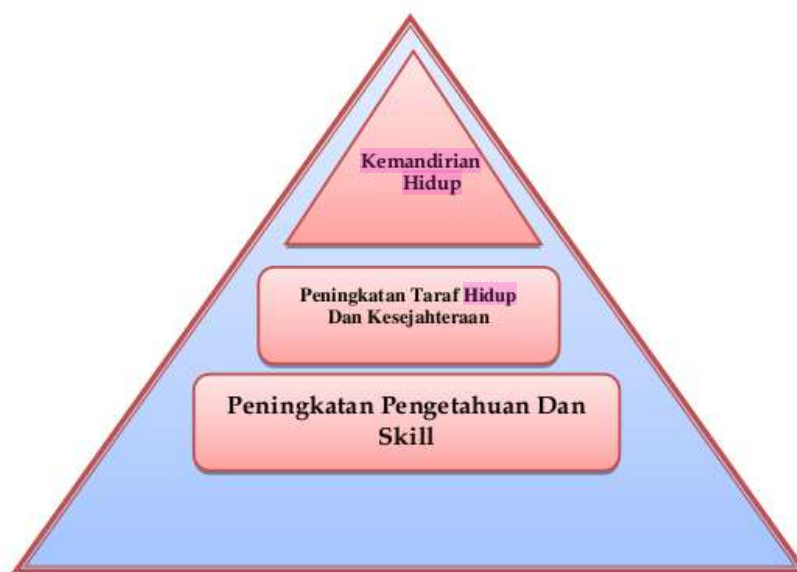 Kemandirian
Hidup
Peningkatan Taraf Hidup
Dan Kesejahteraan
Peningkatan Pengetahuan Dan
Skill